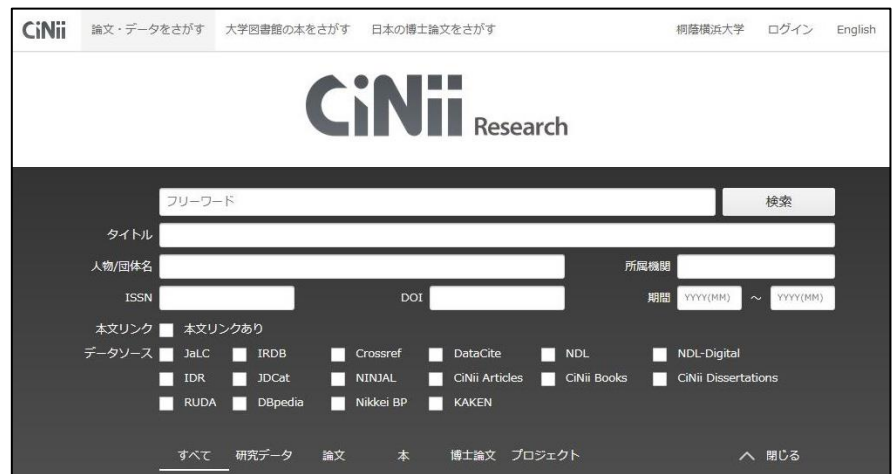 CiNii 論文・データをさがす 大学図書館の本をさがす 日本の博士論文をさがす 桐蔭横浜大学 ログイン English
CiNii Research
フリーワード 検索
タイトル
人物/団体名 所属機関
ISSN DOI 期間 YYYY(MM) ～ YYYY(MM)
本文リンク 本文リンクあり
データソース JaLC IRDB Crossref DataCite NDL NDL-Digital
IDR JDCat NINJAL CiNii Articles CiNii Books CiNii Dissertations
RUDA DBpedia Nikkei BP KAKEN
すべて 研究データ 論文 本 博士論文 プロジェクト 閉じる